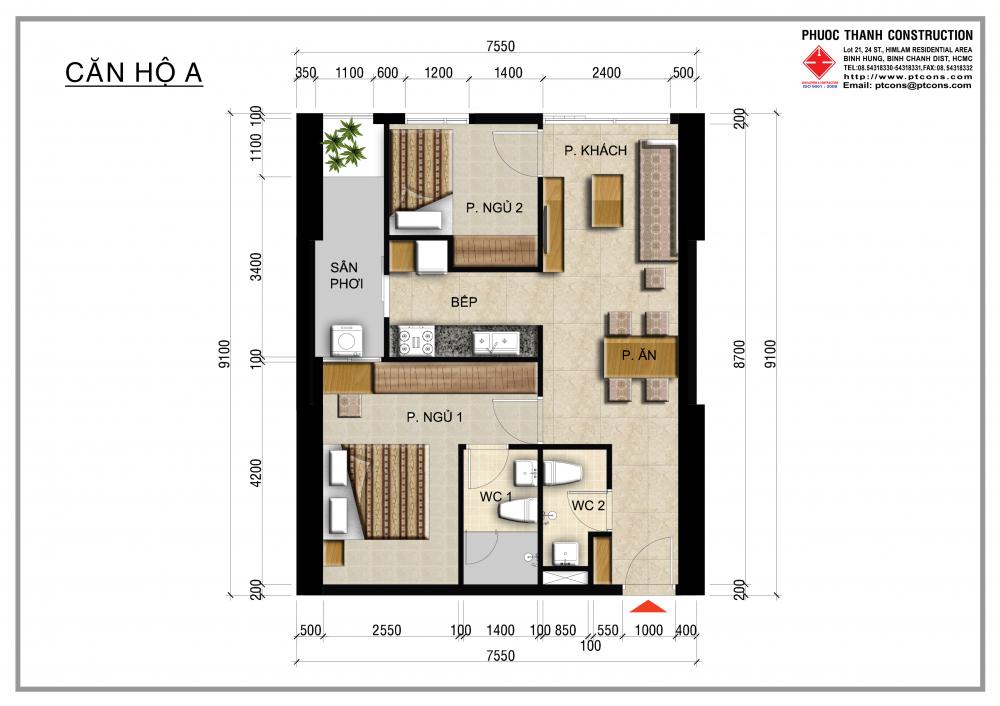 PHUOC THANH CONSTRUCTION
Lot 21, 24 ST., HIMLAM RESIDENTIAL AREA
BINH HUNG, BINH CHANH DIST, HCMC
TEL:08.54318330-54318331,FAX:08. 54318332
http://www.ptcons.com
Email: ptcons@ptcons.com
ISO 9001 : 2008
CĂN HỘ A
7550
350 1100 600 1200 1400 2400 500
100
1100
3400
100
4200
200
9100
200
8700
200
9100
P. KHÁCH
P. NGỦ 2
SÂN
PHƠI
BẾP
P. ĂN
P. NGỦ 1
WC 1
WC 2
500 2550 100 1400 100 850 100 550 1000 400
7550